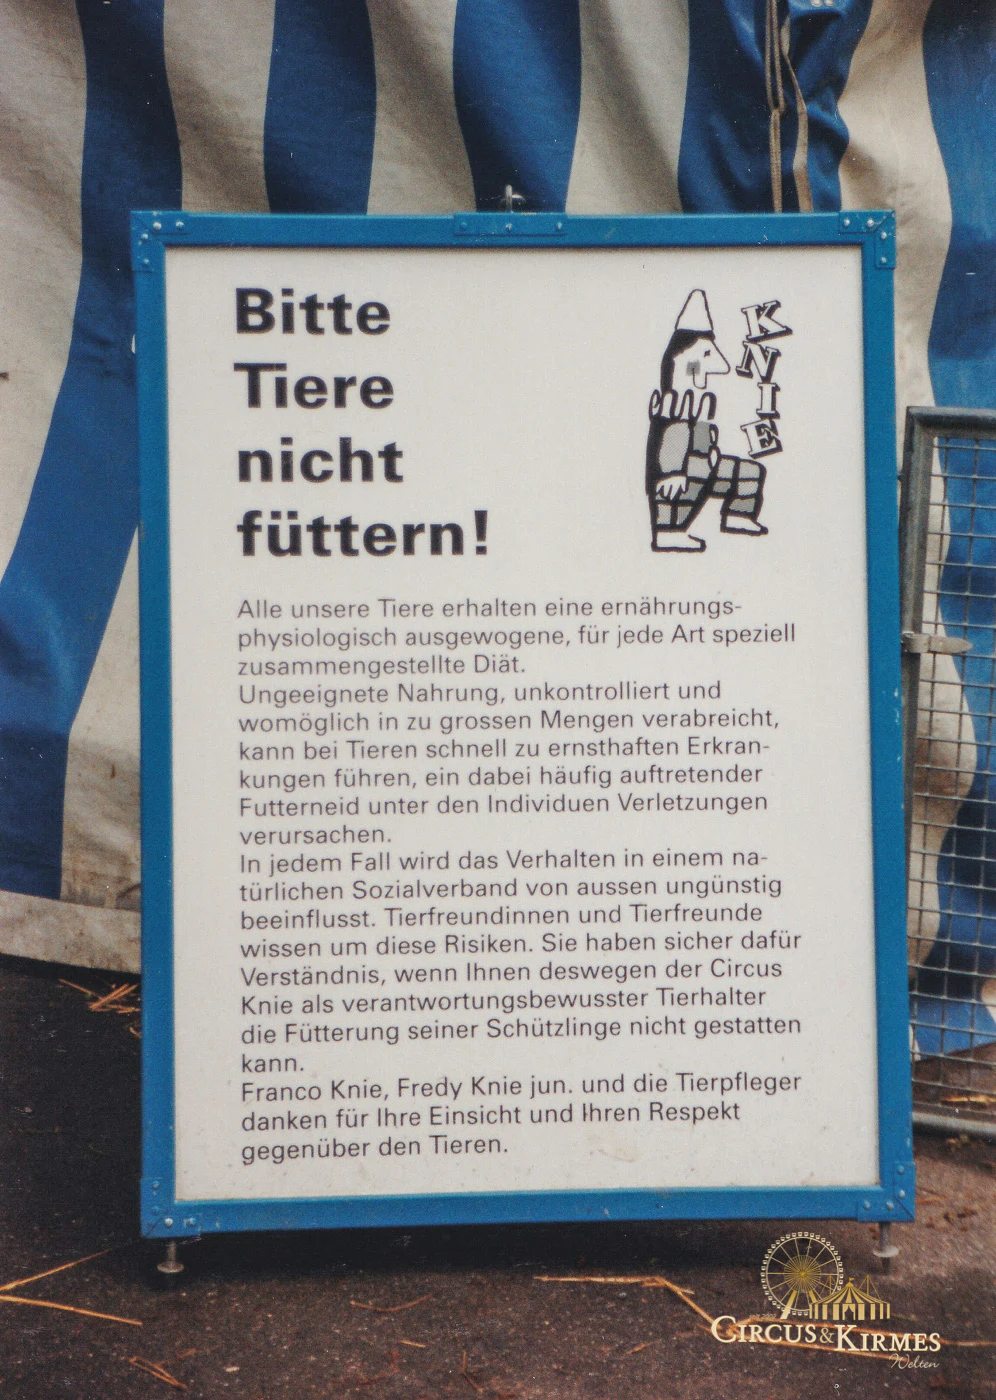 Bitte
Tiere
nicht
füttern!
KNIE
Alle unsere Tiere erhalten eine ernährungs-
physiologisch ausgewogene, für jede Art speziell
zusammengestellte Diät.
Ungeeignete Nahrung, unkontrolliert und
womöglich in zu grossen Mengen verabreicht,
kann bei Tieren schnell zu ernsthaften Erkran-
kungen führen, ein dabei häufig auftretender
Futterneid unter den Individuen Verletzungen
verursachen.
In jedem Fall wird das Verhalten in einem na-
türlichen Sozialverband von aussen ungünstig
beeinflusst. Tierfreundinnen und Tierfreunde
wissen um diese Risiken. Sie haben sicher dafür
Verständnis, wenn Ihnen deswegen der Circus
Knie als verantwortungsbewusster Tierhalter
die Fütterung seiner Schützlinge nicht gestatten
kann.
Franco Knie, Fredy Knie jun. und die Tierpfleger
danken für Ihre Einsicht und Ihren Respekt
gegenüber den Tieren.
CIRCUS & KIRMES
Welten